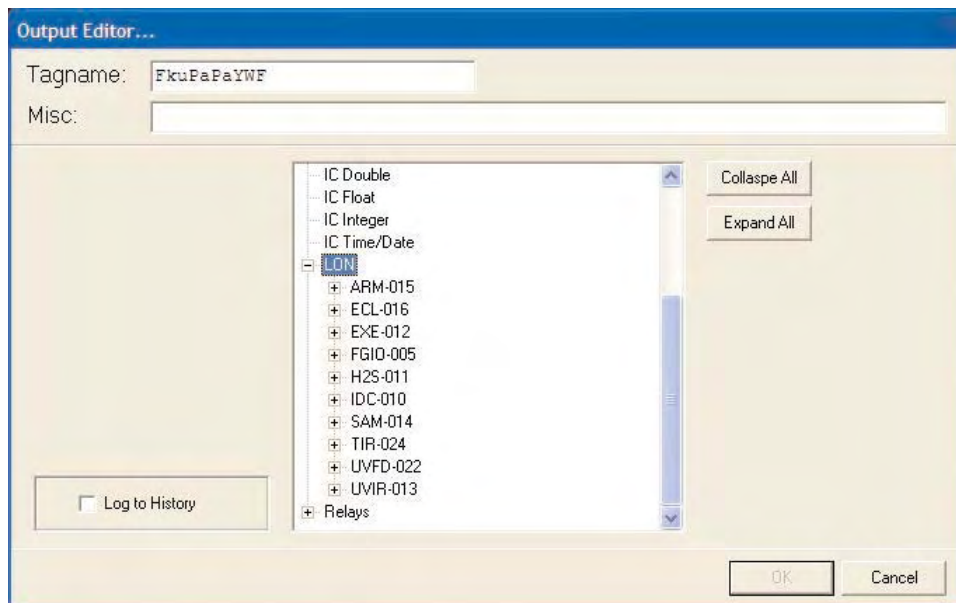 Output Editor...
Tagname: FkuPaPaYWF
Misc:
IC Double
IC Float
IC Integer
IC Time/Date
LON
ARM-015
ECL-016
EXE-012
FGIO-005
H2S-011
IDC-010
SAM-014
TIR-024
UVFD-022
UVIR-013
Relays
Collaspe All
Expand All
Log to History
OK
Cancel